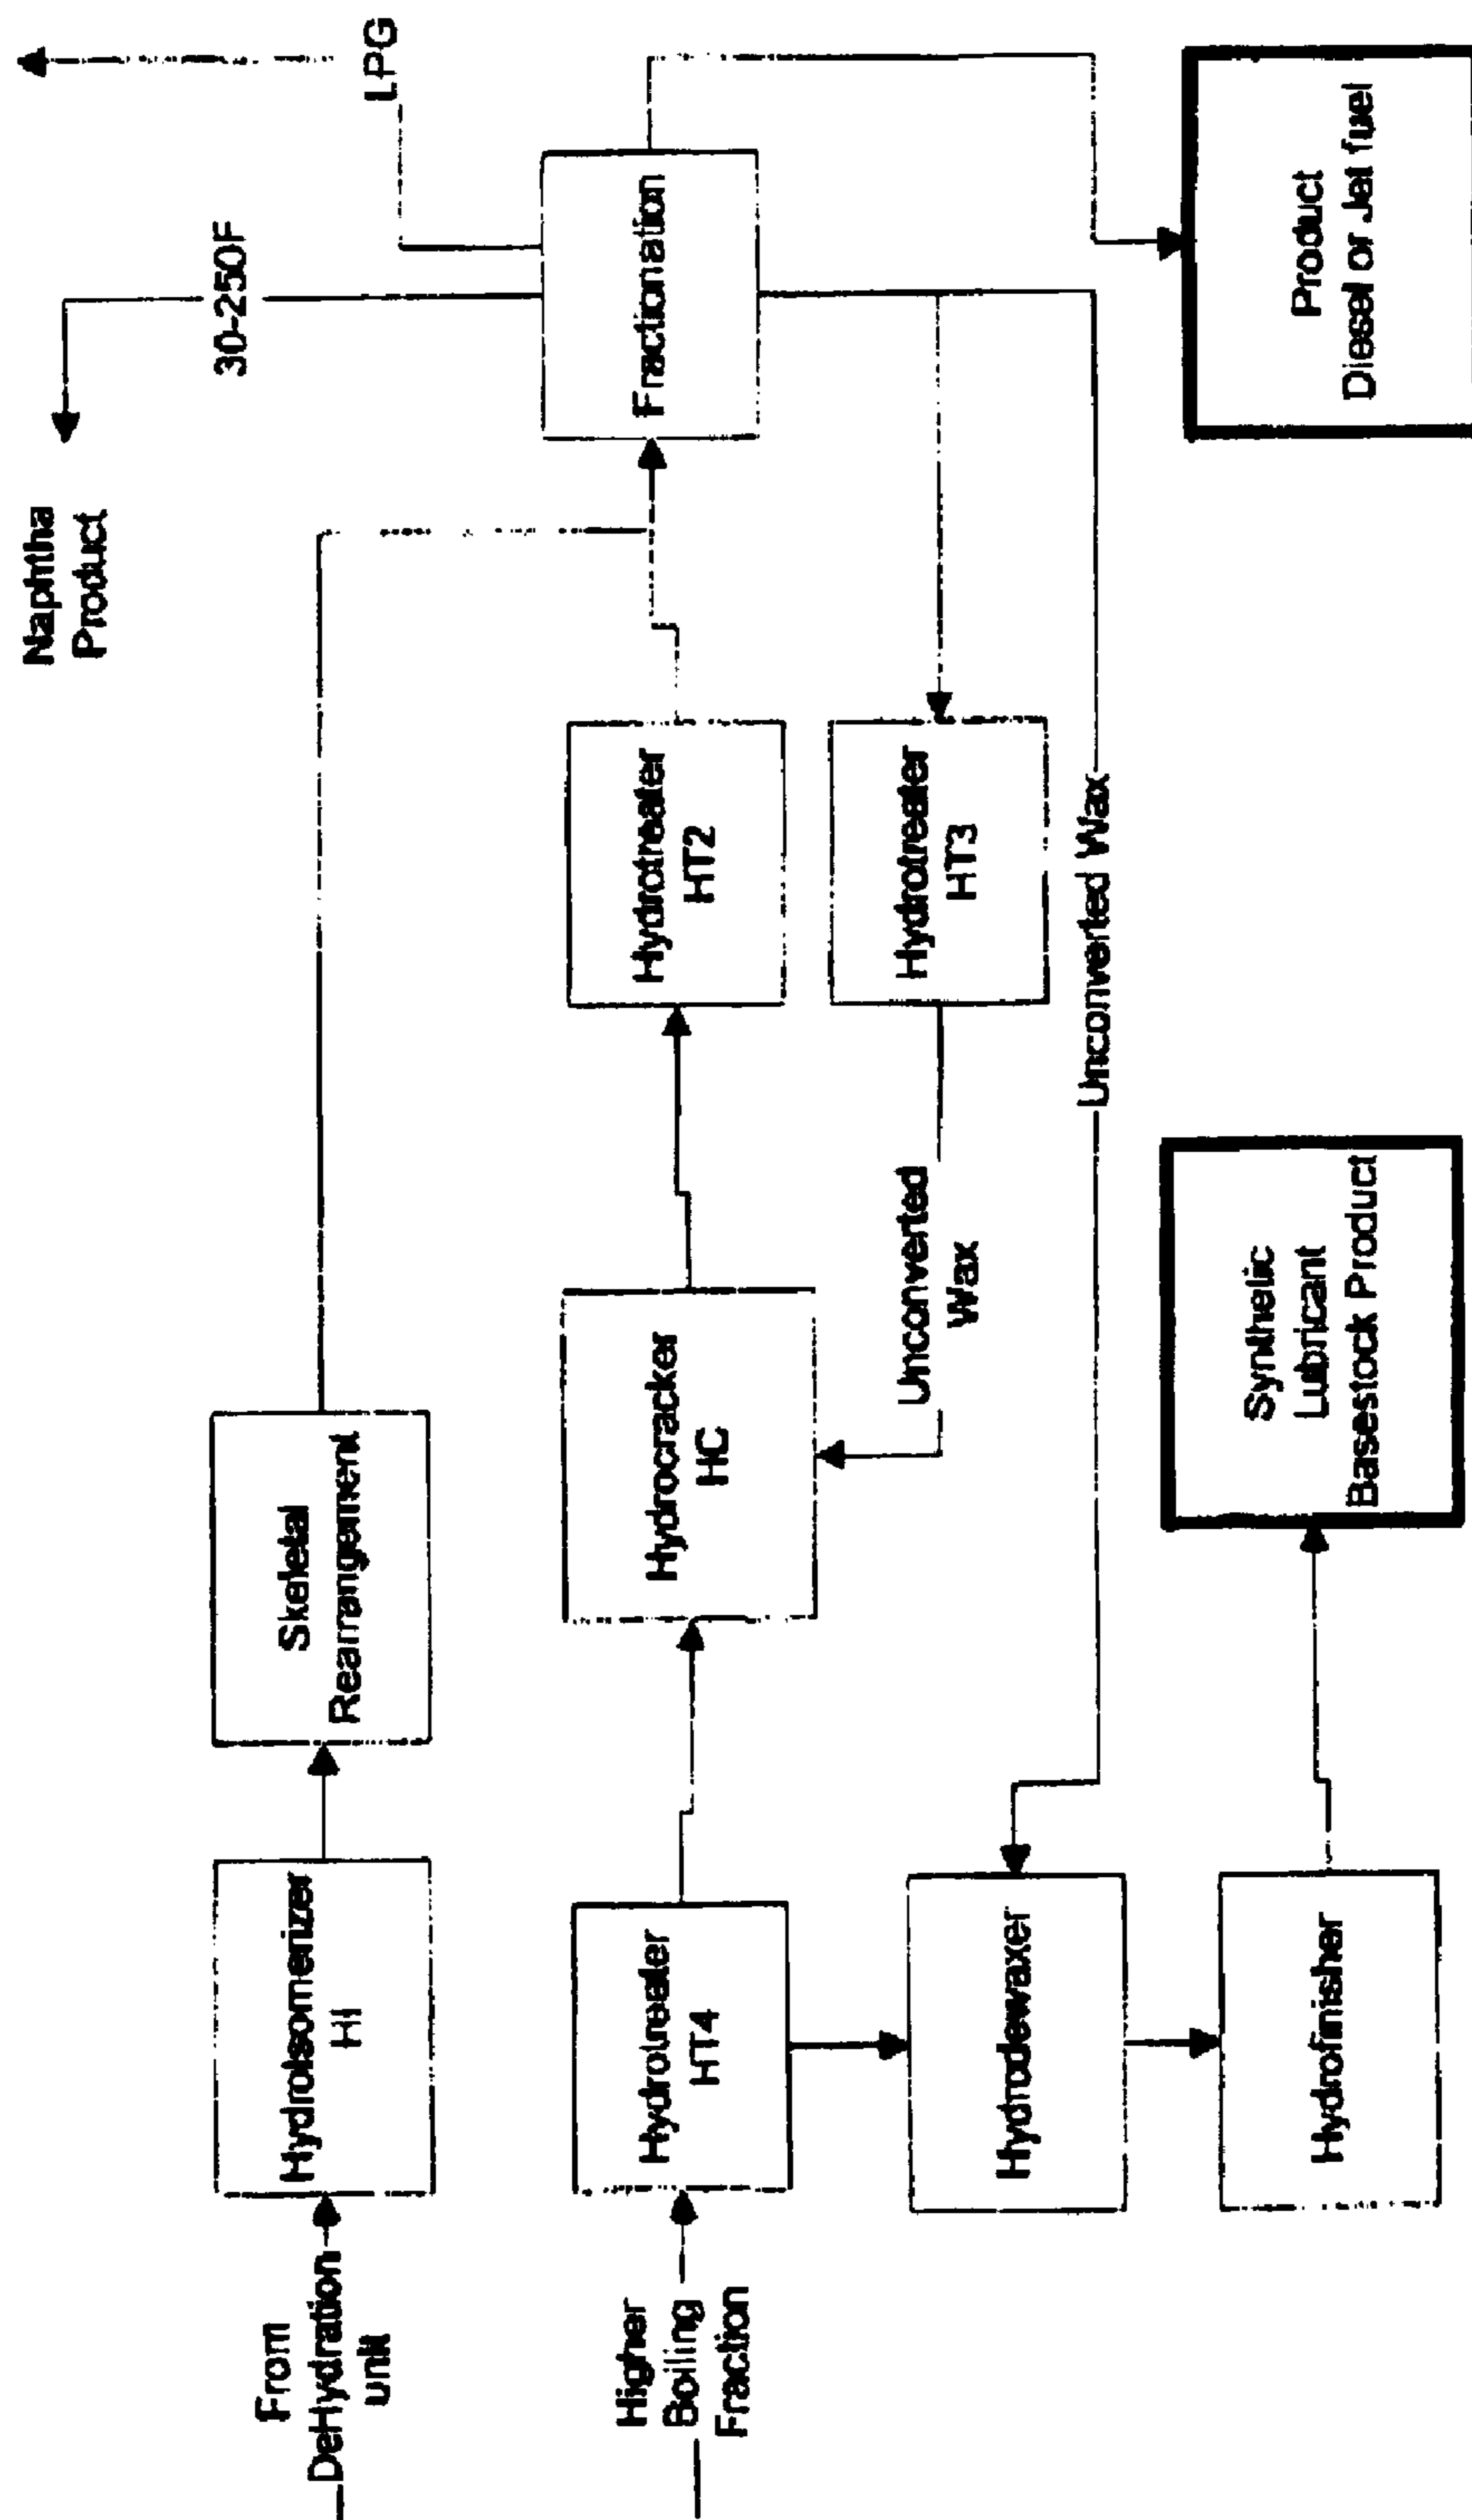 Naphtha
Product
30-250F
LPG
Fractionation
Product
Diesel or Jet fuel
Hydrotreater
HT2
Hydrotreater
HT3
Unconverted Wax
Unconverted
Wax
Hydrocracker
HC
Skeletal
Rearrangement
Synthetic
Lubricant
Basestock Product
Hydroisomerizer
HI
Hydrotreater
HT4
Hydrodewaxer
Hydrofinisher
From
DeHydration
unit
Higher
Boiling
Fraction